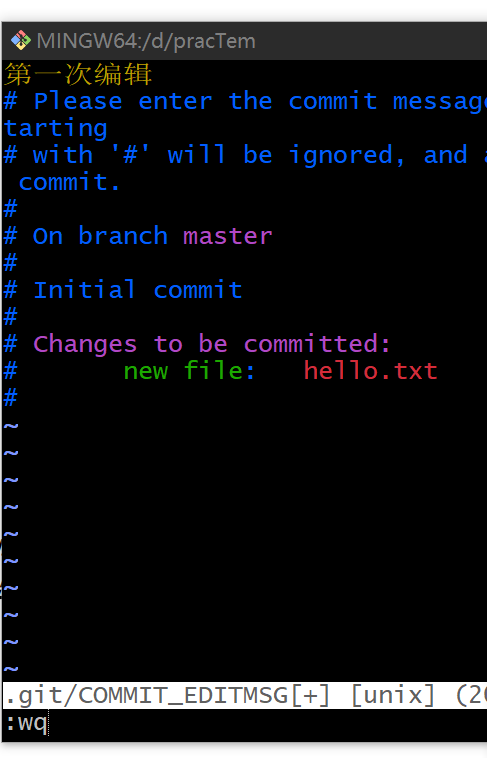 MINGW64:/d/pracTem
第一次编辑
# Please enter the commit message
tarting
# with '#' will be ignored, and a
 commit.
#
# On branch master
#
# Initial commit
#
# Changes to be committed:
#       new file:   hello.txt
#
~
~
~
~
~
~
~
~
~
~
.git/COMMIT_EDITMSG[+] [unix] (20
:wq